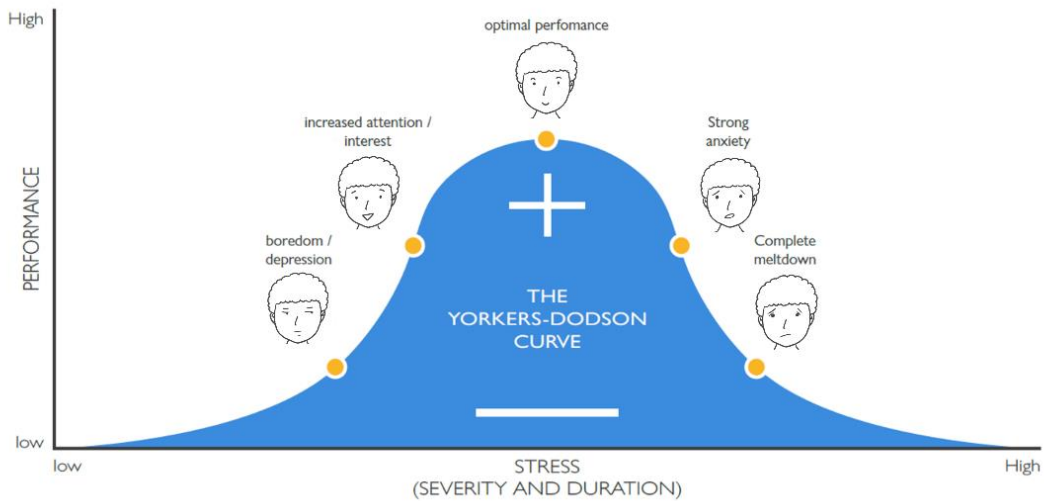 High
optimal perfomance
increased attention /
interest
Strong
anxiety
boredom /
depression
Complete
meltdown
PERFORMANCE
THE
YORKERS-DODSON
CURVE
low
low
STRESS
High
(SEVERITY AND DURATION)